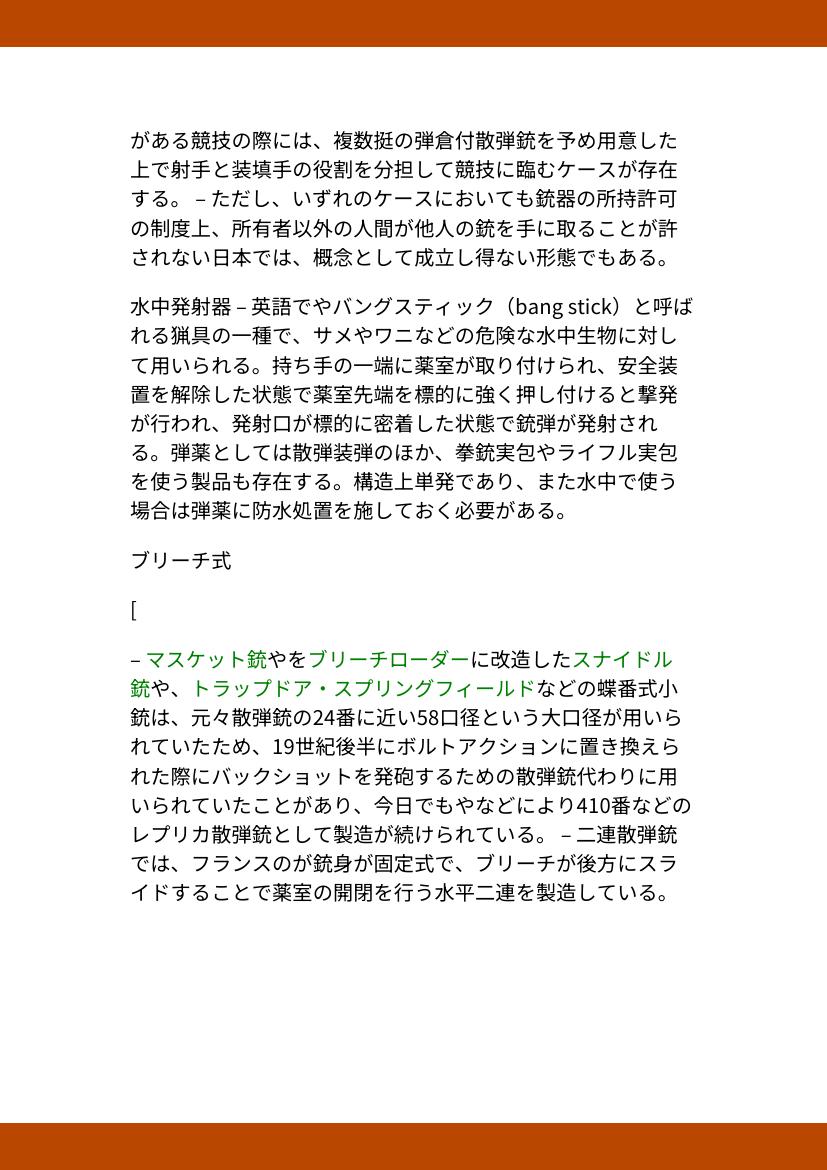 がある競技の際には、複数挺の弾倉付散弾銃を予め用意した
上で射手と装填手の役割を分担して競技に臨むケースが存在
する。 – ただし、いずれのケースにおいても銃器の所持許可
の制度上、所有者以外の人間が他人の銃を手に取ることが許
されない日本では、概念として成立し得ない形態でもある。
水中発射器 – 英語でやバングスティック（bang stick）と呼ば
れる猟具の一種で、サメやワニなどの危険な水中生物に対し
て用いられる。持ち手の一端に薬室が取り付けられ、安全装
置を解除した状態で薬室先端を標的に強く押し付けると撃発
が行われ、発射口が標的に密着した状態で銃弾が発射され
る。弾薬としては散弾装弾のほか、拳銃実包やライフル実包
を使う製品も存在する。構造上単発であり、また水中で使う
場合は弾薬に防水処置を施しておく必要がある。
ブリーチ式
[
– マスケット銃やをブリーチローダーに改造したスナイドル
銃や、トラップドア・スプリングフィールドなどの蝶番式小
銃は、元々散弾銃の24番に近い58口径という大口径が用いら
れていたため、19世紀後半にボルトアクションに置き換えら
れた際にバックショットを発砲するための散弾銃代わりに用
いられていたことがあり、今日でもやなどにより410番などの
レプリカ散弾銃として製造が続けられている。 – 二連散弾銃
では、フランスのが銃身が固定式で、ブリーチが後方にスラ
イドすることで薬室の開閉を行う水平二連を製造している。